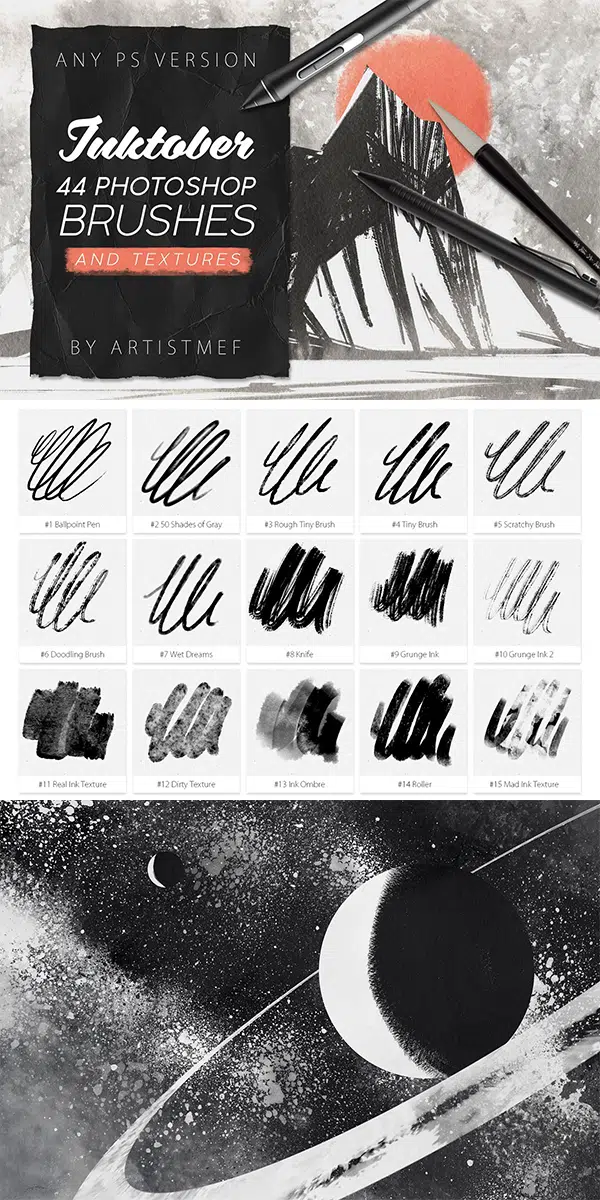 ANY PS VERSION
Inktober
44 PHOTOSHOP
BRUSHES
AND TEXTURES
BY ARTISTMEF
#1 Ballpoint Pen
#2 50 Shades of Gray
#3 Rough Tiny Brush
#4 Tiny Brush
#5 Scratchy Brush
#6 Doodling Brush
#7 Wet Dreams
#8 Knife
#9 Grunge Ink
#10 Grunge Ink 2
#11 Real Ink Texture
#12 Dirty Texture
#13 Ink Ombre
#14 Roller
#15 Mad Ink Texture